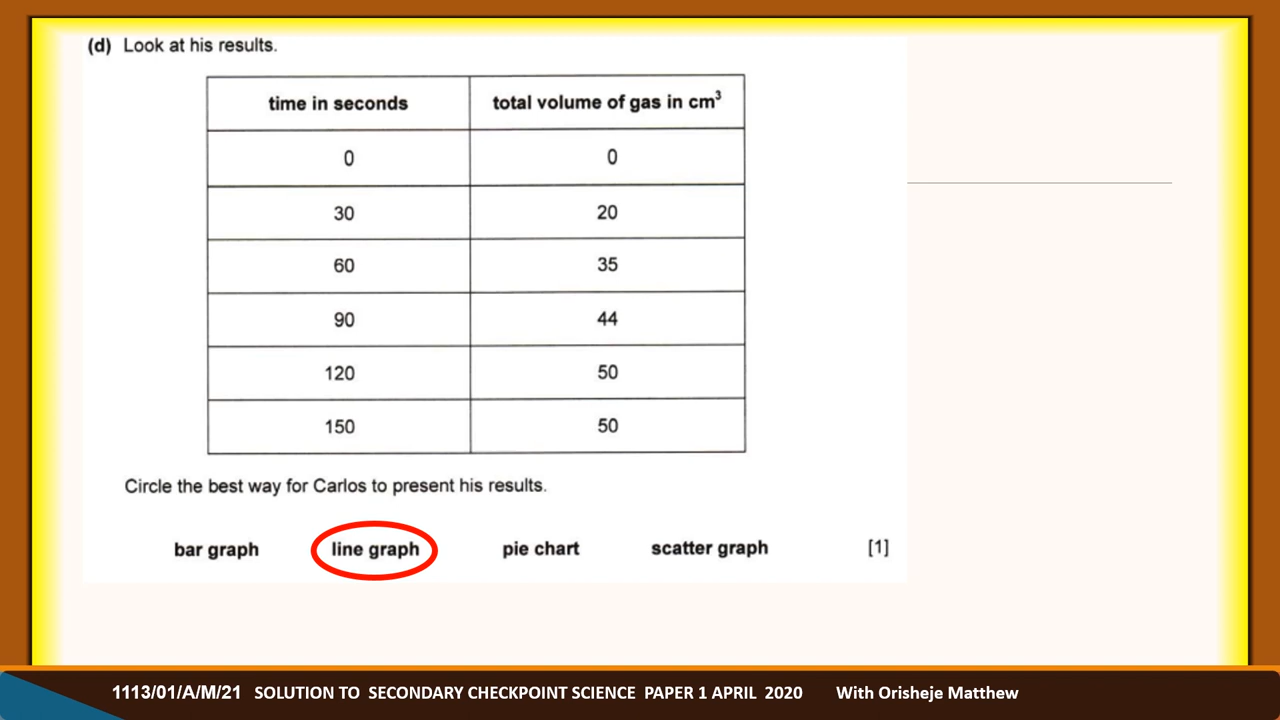 (d) Look at his results.
time in seconds total volume of gas in cm³
0 0
30 20
60 35
90 44
120 50
150 50
Circle the best way for Carlos to present his results.
bar graph line graph pie chart scatter graph [1]
1113/01/A/M/21 SOLUTION TO SECONDARY CHECKPOINT SCIENCE PAPER 1 APRIL 2020 With Orisheje Matthew